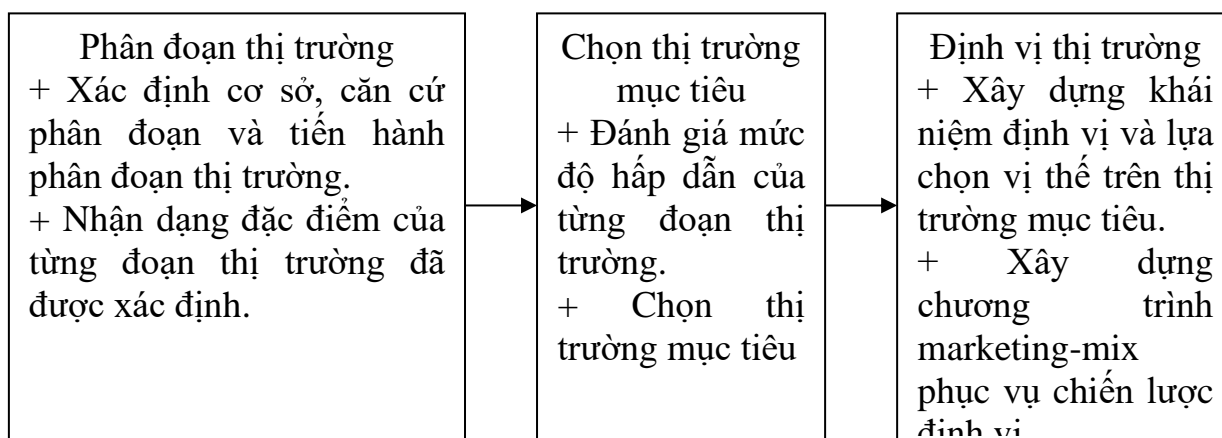 Phân đoạn thị trường
+ Xác định cơ sở, căn cứ
phân đoạn và tiến hành
phân đoạn thị trường.
+ Nhận dạng đặc điểm của
từng đoạn thị trường đã
được xác định.
Chọn thị trường
mục tiêu
+ Đánh giá mức
độ hấp dẫn của
từng đoạn thị
trường.
+ Chọn thị
trường mục tiêu
Định vị thị trường
+ Xây dựng khái
niệm định vị và lựa
chọn vị thế trên thị
trường mục tiêu.
+ Xây dựng
chương trình
marketing-mix
phục vụ chiến lược
định vị